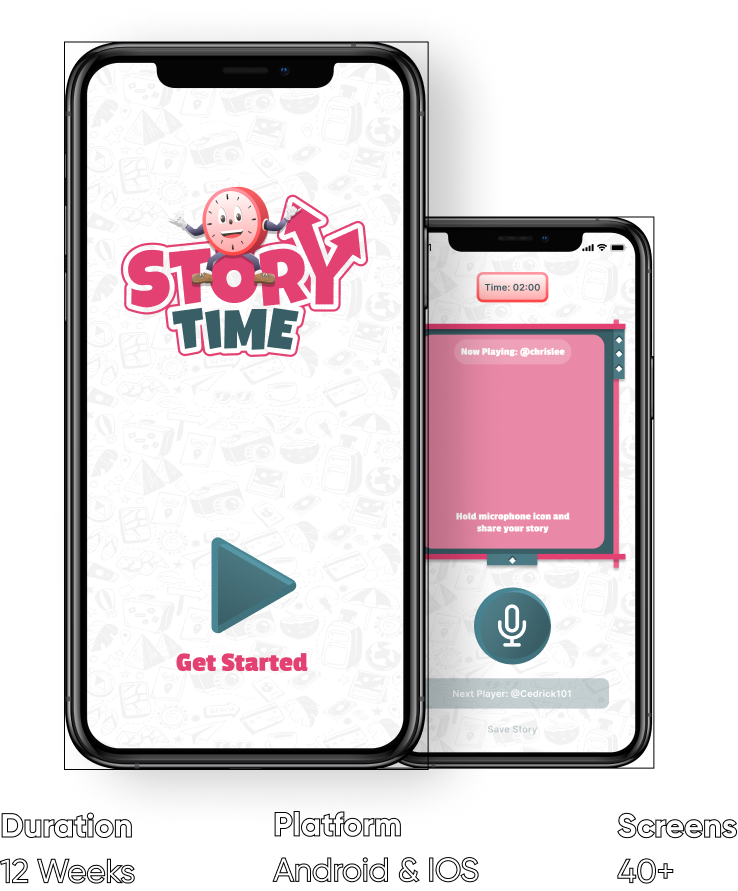 STORY
TIME
Get Started
Time: 02:00
Now Playing: @chrislee
Hold microphone icon and
share your story
Next Player: @Cedrick101
Save Story
Duration
12 Weeks
Platform
Android & IOS
Screens
40+